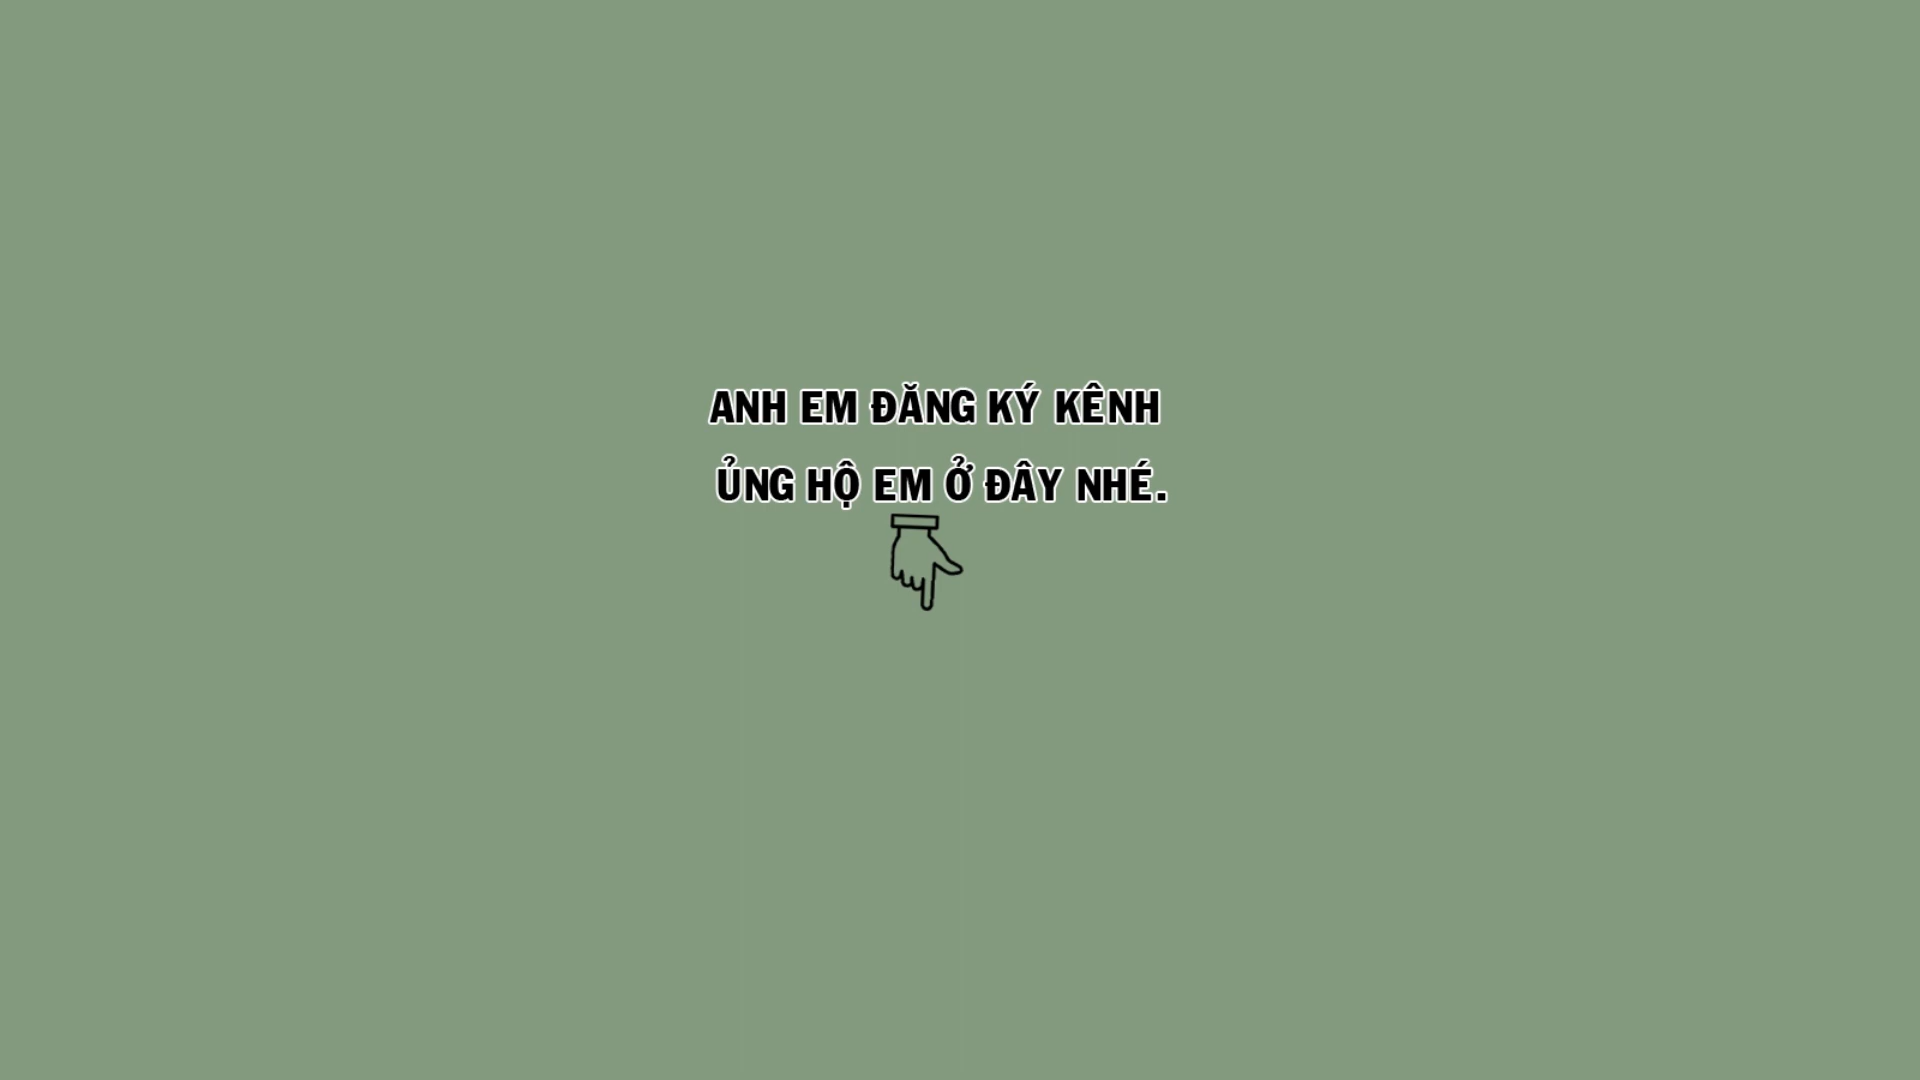 ANH EM ĐĂNG KÝ KÊNH
ỦNG HỘ EM Ở ĐÂY NHÉ.